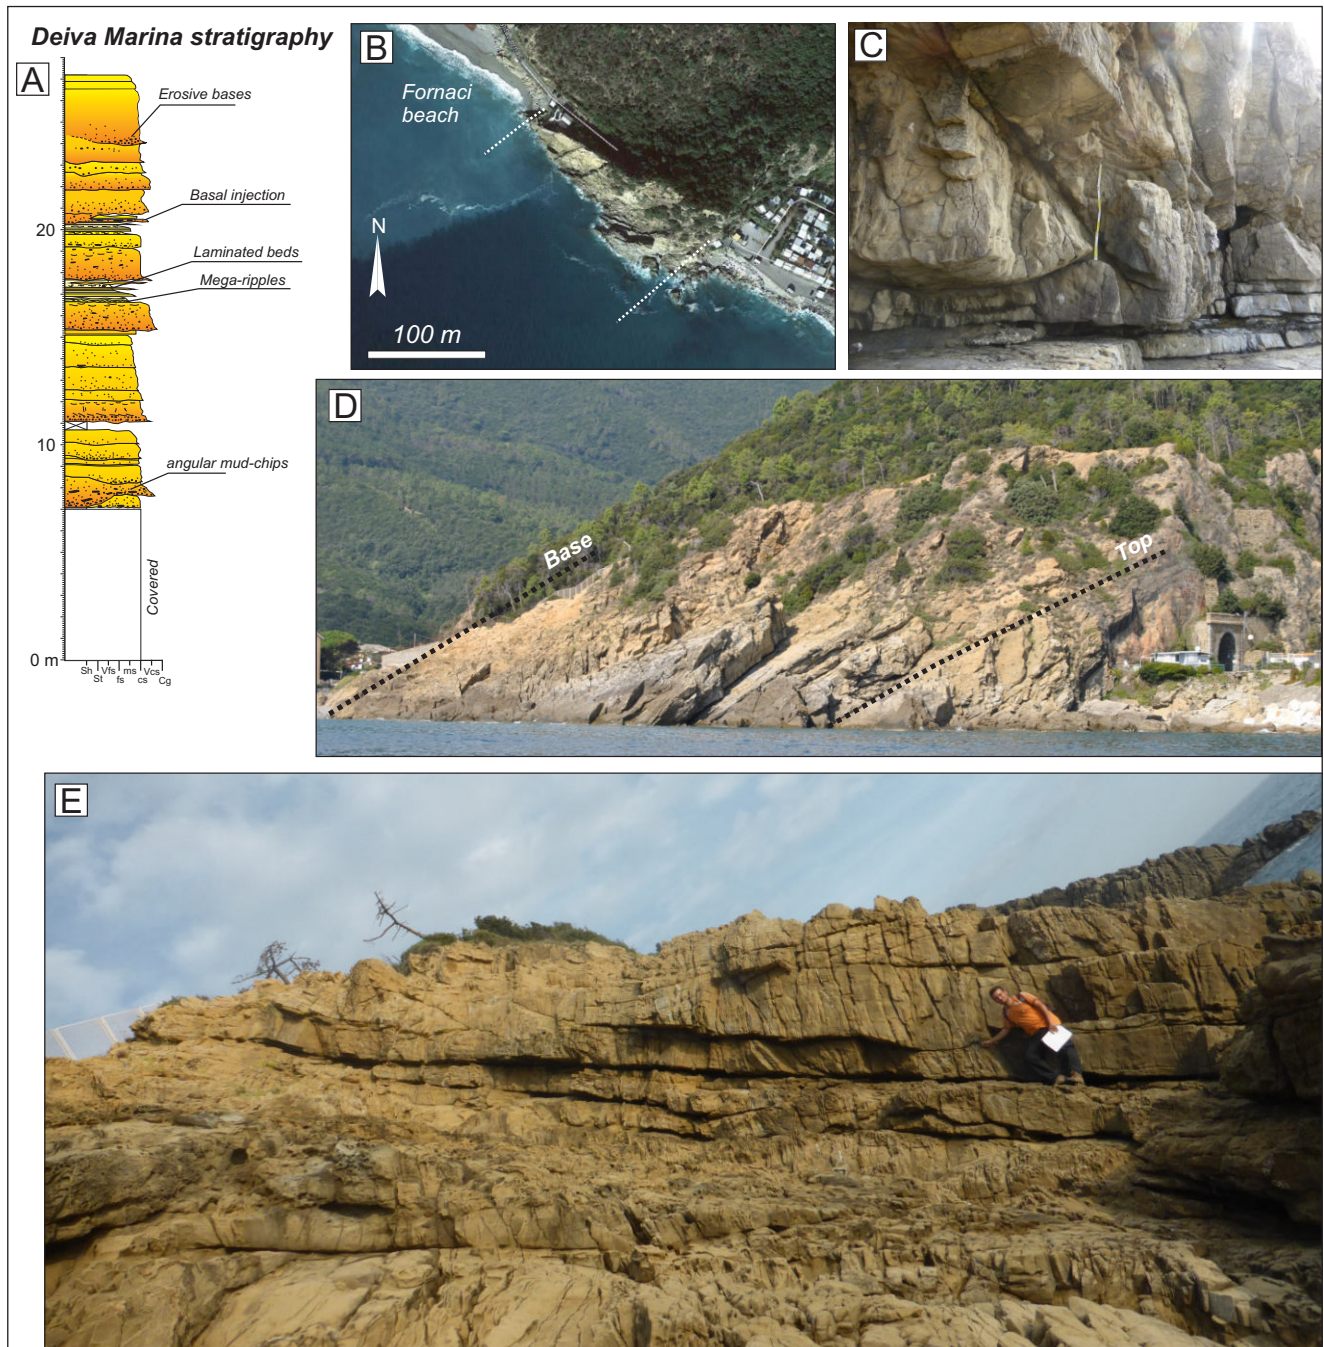 Deiva Marina stratigraphy
A
Erosive bases
Basal injection
20
Laminated beds
Mega-ripples
10
angular mud-chips
Covered
0 m
Sh
St
Vfs
fs
ms
cs
Vcs
Cg
B
Fornaci
beach
N
100 m
C
D
Base
Top
E